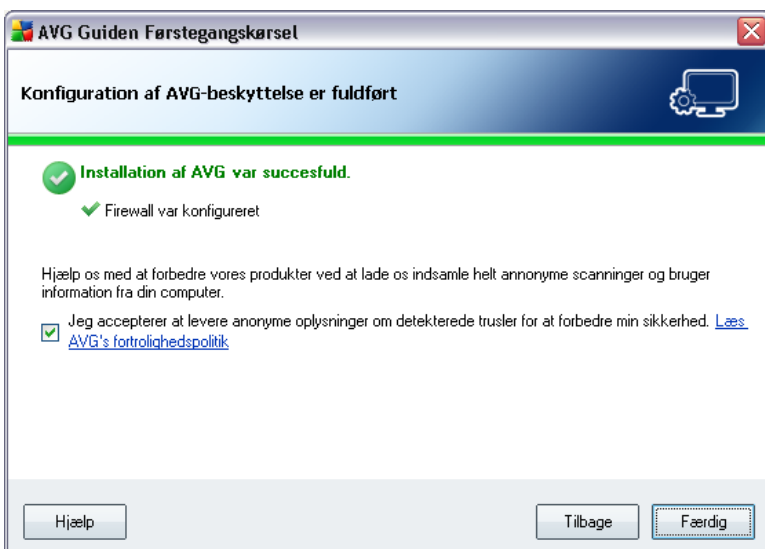 AVG Guiden Førstegangskørsel
Konfiguration af AVG-beskyttelse er fuldført
Installation af AVG var succesfuld.
Firewall var konfigureret
Hjælp os med at forbedre vores produkter ved at lade os indsamle helt annonyme scanninger og bruger
information fra din computer.
Jeg accepterer at levere anonyme oplysninger om detekterede trusler for at forbedre min sikkerhed. Læs
AVG's fortrolighedspolitik
Hjælp
Tilbage
Færdig